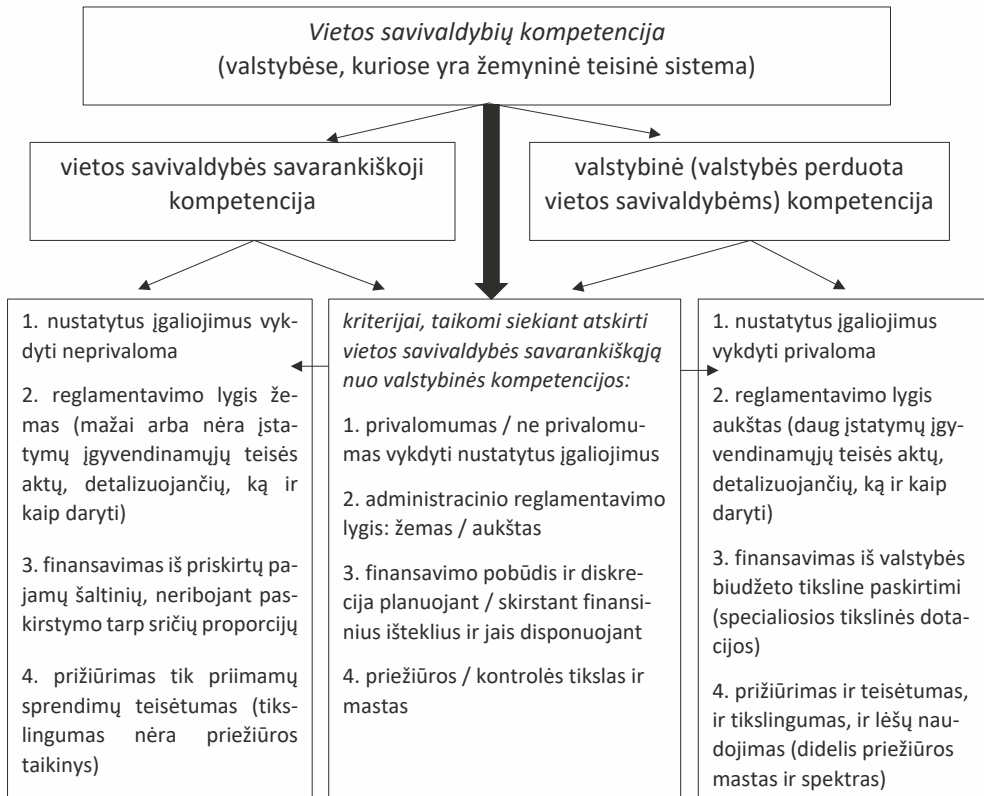 Vietos savivaldybių kompetencija
(valstybėse, kuriose yra žemyninė teisinė sistema)
vietos savivaldybės savarankiškoji
kompetencija
valstybinė (valstybės perduota
vietos savivaldybėms) kompetencija
1. nustatytus įgaliojimus vyk-
dyti neprivaloma
2. reglamentavimo lygis že-
mas (mažai arba nėra įsta-
tymų įgyvendinamųjų teisės
aktų, detalizuojančių, ką ir
kaip daryti)
3. finansavimas iš priskirtų pa-
jamų šaltinių, neribojant pas-
kirstymo tarp sričių proporcijų
4. prižiūrimas tik priimamų
sprendimų teisėtumas (tiks-
lingumas nėra priežiūros
taikinys)
kriterijai, taikomi siekiant atskirti
vietos savivaldybės savarankiškąją
nuo valstybinės kompetencijos:
1. privalomumas / ne privalomu-
mas vykdyti nustatytus įgaliojimus
2. administracinio reglamentavimo
lygis: žemas / aukštas
3. finansavimo pobūdis ir diskre-
cija planuojant / skirstant finansi-
nius išteklius ir jais disponuojant
4. priežiūros / kontrolės tikslas ir
mastas
1. nustatytus įgaliojimus
vykdyti privaloma
2. reglamentavimo lygis
aukštas (daug įstatymų įgy-
vendinamųjų teisės aktų,
detalizuojančių, ką ir kaip
daryti)
3. finansavimas iš valstybės
biudžeto tiksline paskirtimi
(specialiosios tikslinės dota-
cijos)
4. prižiūrimas ir teisėtumas,
ir tikslingumas, ir lėšų nau-
dojimas (didelis priežiūros
mastas ir spektras)